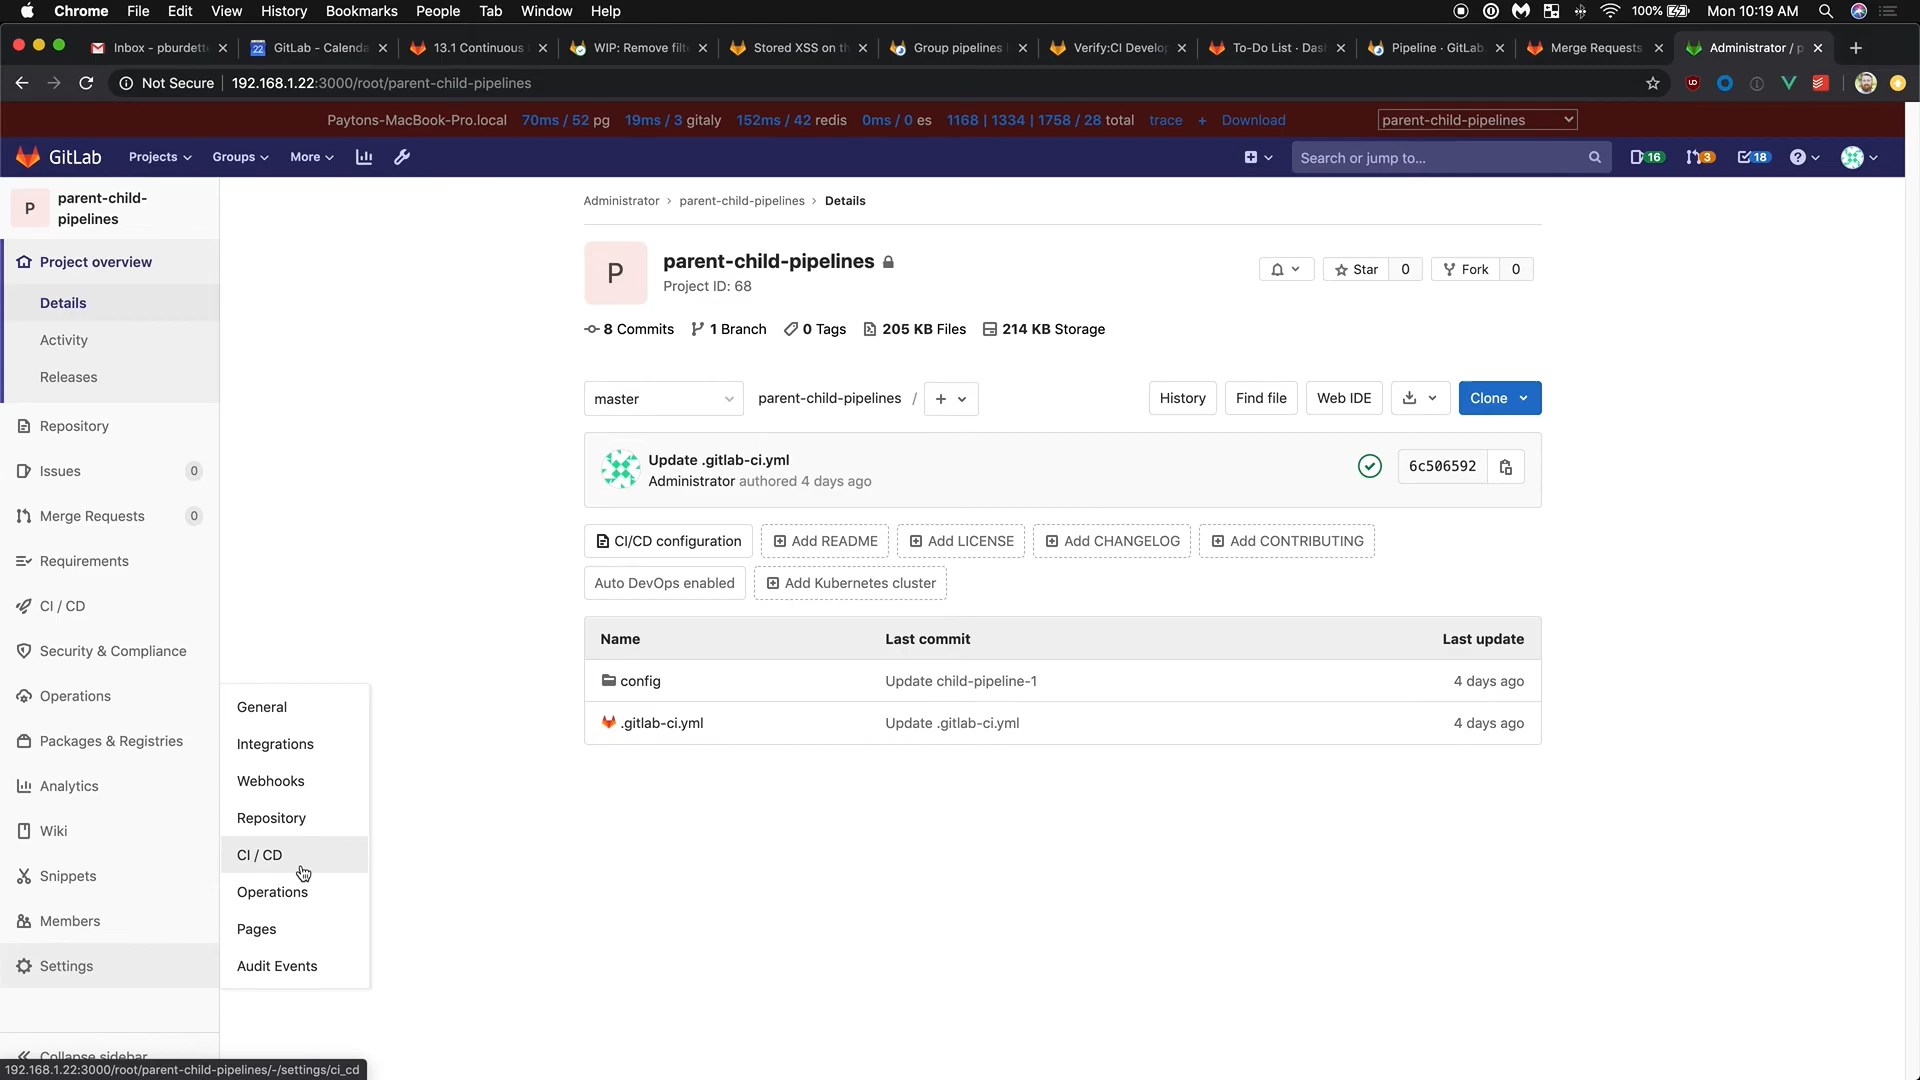 Chrome File Edit View History Bookmarks People Tab Window Help
100% Mon 10:19 AM
Inbox - pburdett
22 GitLab - Calenda
13.1 Continuous
WIP: Remove filt
Stored XSS on th
Group pipelines
Verify:CI Develo
To-Do List · Das
Pipeline · GitLab
Merge Requests
Administrator / p
Not Secure 192.168.1.22:3000/root/parent-child-pipelines
Paytons-MacBook-Pro.local 70ms / 52 pg 19ms / 3 gitaly 152ms / 42 redis 0ms / 0 es 1168 | 1334 | 1758 / 28 total trace + Download parent-child-pipelines
GitLab Projects Groups More Search or jump to... 16 3 18
P parent-child-
pipelines
Project overview
Details
Activity
Releases
Repository
Issues 0
Merge Requests 0
Requirements
CI / CD
Security & Compliance
Operations
Packages & Registries
Analytics
Wiki
Snippets
Members
Settings
Collapse sidebar
General
Integrations
Webhooks
Repository
CI / CD
Operations
Pages
Audit Events
Administrator › parent-child-pipelines › Details
P
parent-child-pipelines
Project ID: 68
Star 0 Fork 0
8 Commits 1 Branch 0 Tags 205 KB Files 214 KB Storage
master parent-child-pipelines / + History Find file Web IDE Clone
Update .gitlab-ci.yml
Administrator authored 4 days ago
6c506592
CI/CD configuration Add README Add LICENSE Add CHANGELOG Add CONTRIBUTING
Auto DevOps enabled Add Kubernetes cluster
Name Last commit Last update
config Update child-pipeline-1 4 days ago
.gitlab-ci.yml Update .gitlab-ci.yml 4 days ago
192.168.1.22:3000/root/parent-child-pipelines/-/settings/ci_cd